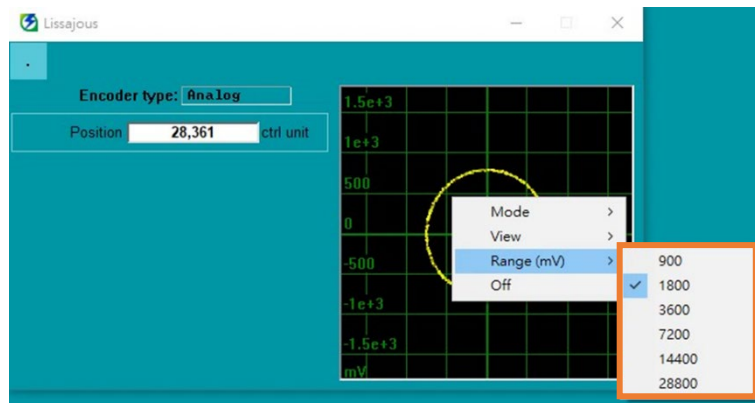 Lissajous
.
Encoder type: Analog
Position 28,361 ctrl unit
1.5e+3
1e+3
500
0
-500
-1e+3
-1.5e+3
mV
Mode
View
Range (mV)
Off
900
1800
3600
7200
14400
28800